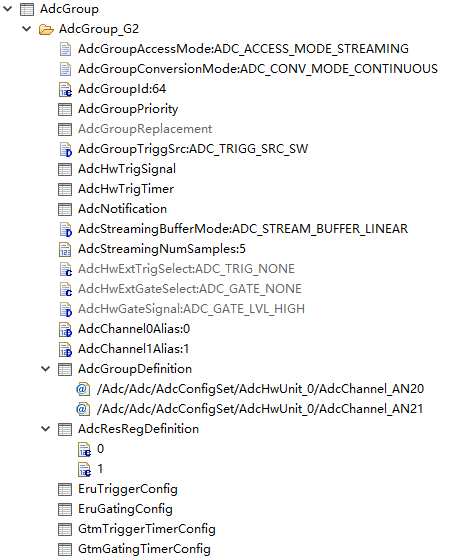 AdcGroup
AdcGroup_G2
AdcGroupAccessMode:ADC_ACCESS_MODE_STREAMING
AdcGroupConversionMode:ADC_CONV_MODE_CONTINUOUS
AdcGroupId:64
AdcGroupPriority
AdcGroupReplacement
AdcGroupTriggSrc:ADC_TRIGG_SRC_SW
AdcHwTrigSignal
AdcHwTrigTimer
AdcNotification
AdcStreamingBufferMode:ADC_STREAM_BUFFER_LINEAR
AdcStreamingNumSamples:5
AdcHwExtTrigSelect:ADC_TRIG_NONE
AdcHwExtGateSelect:ADC_GATE_NONE
AdcHwGateSignal:ADC_GATE_LVL_HIGH
AdcChannel0Alias:0
AdcChannel1Alias:1
AdcGroupDefinition
/Adc/Adc/AdcConfigSet/AdcHwUnit_0/AdcChannel_AN20
/Adc/Adc/AdcConfigSet/AdcHwUnit_0/AdcChannel_AN21
AdcResRegDefinition
0
1
EruTriggerConfig
EruGatingConfig
GtmTriggerTimerConfig
GtmGatingTimerConfig